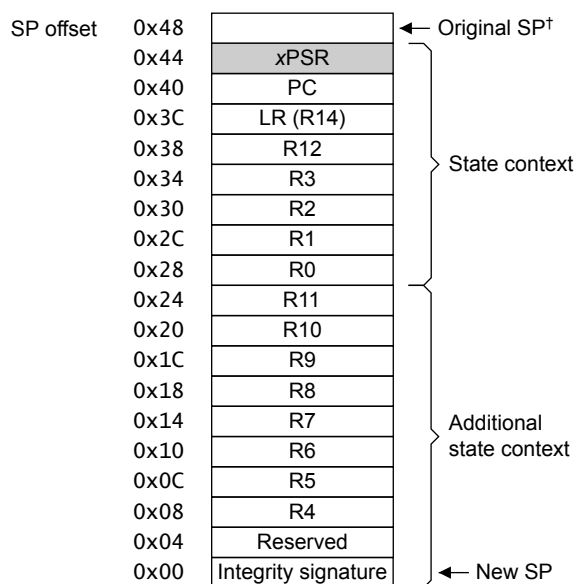 SP offset 0x48 Original SP†
0x44 xPSR
0x40 PC
0x3C LR (R14)
0x38 R12
0x34 R3 State context
0x30 R2
0x2C R1
0x28 R0
0x24 R11
0x20 R10
0x1C R9
0x18 R8
0x14 R7 Additional
0x10 R6 state context
0x0C R5
0x08 R4
0x04 Reserved
0x00 Integrity signature New SP